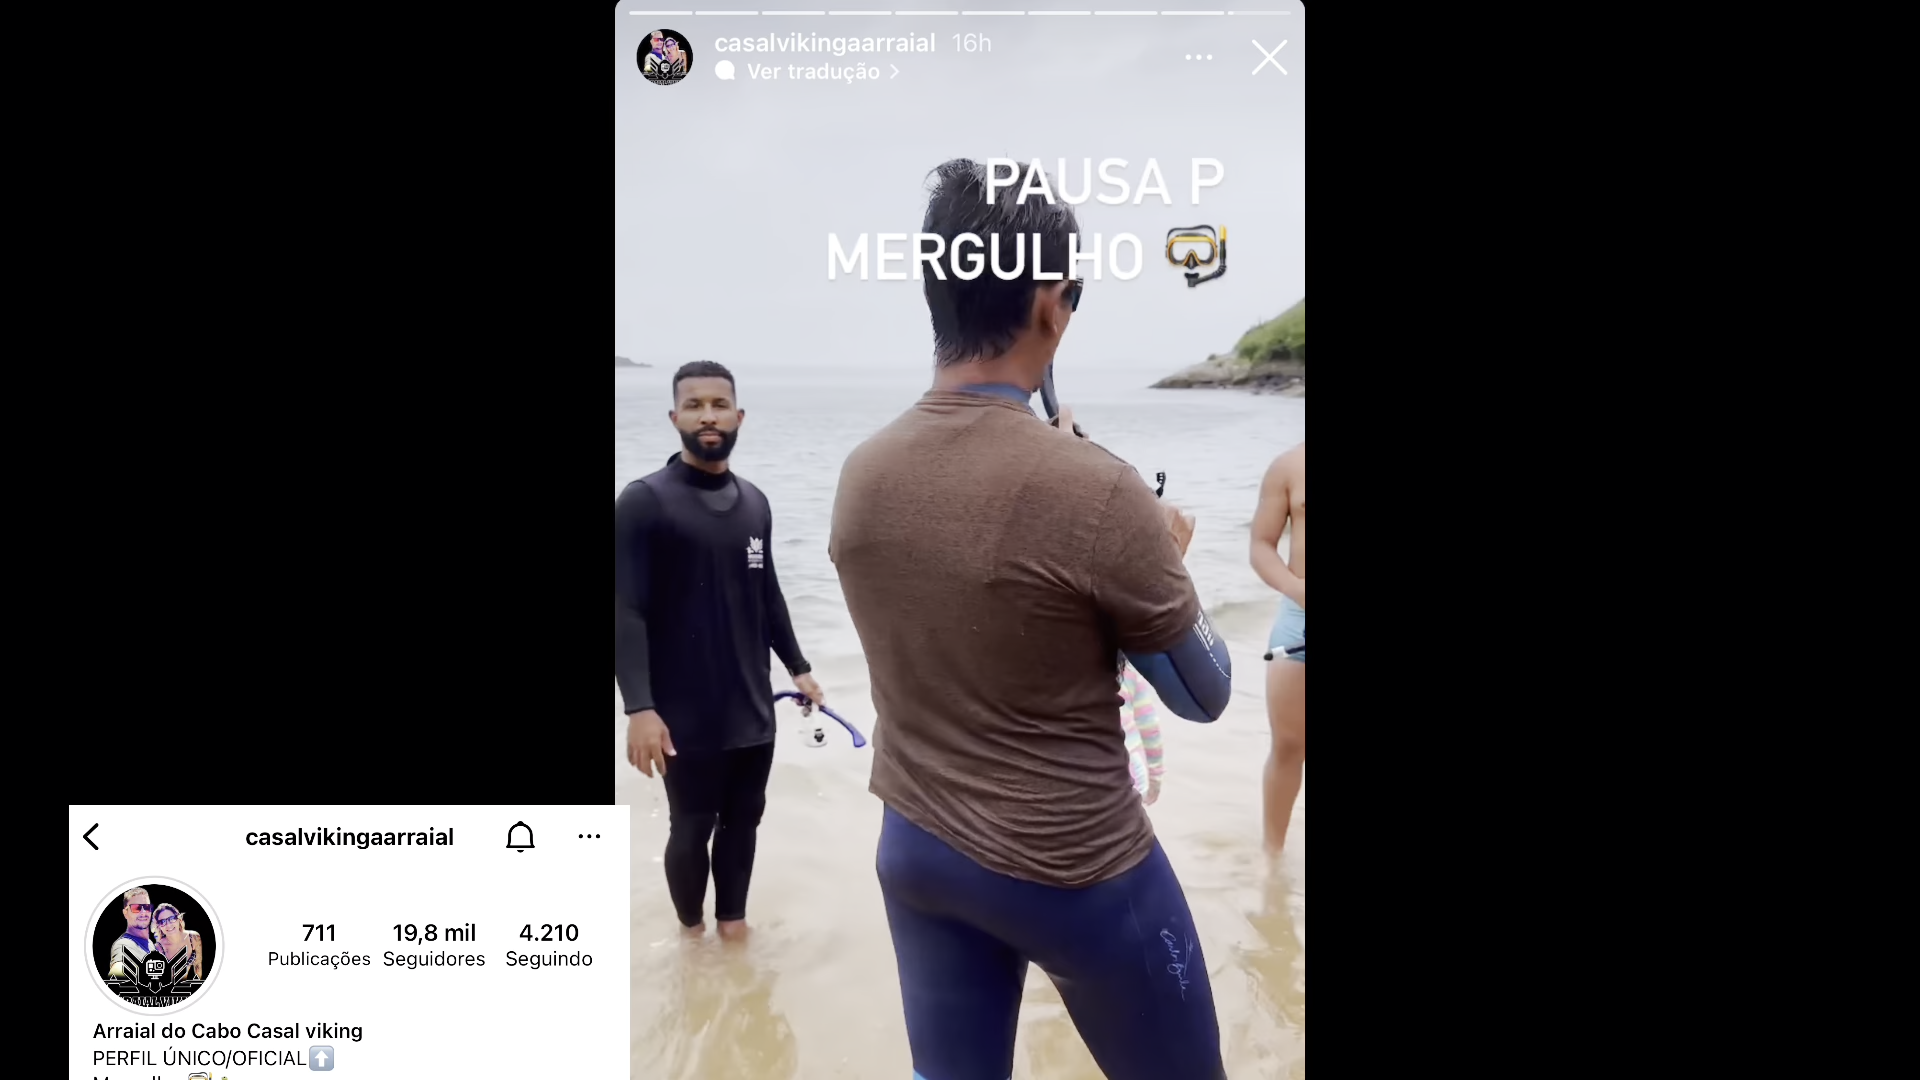 casalvikingaarraial 16h
Ver tradução >
PAUSA P
MERGULHO
casalvikingaarraial
711 19,8 mil 4.210
Publicações Seguidores Seguindo
Arraial do Cabo Casal viking
PERFIL ÚNICO/OFICIAL